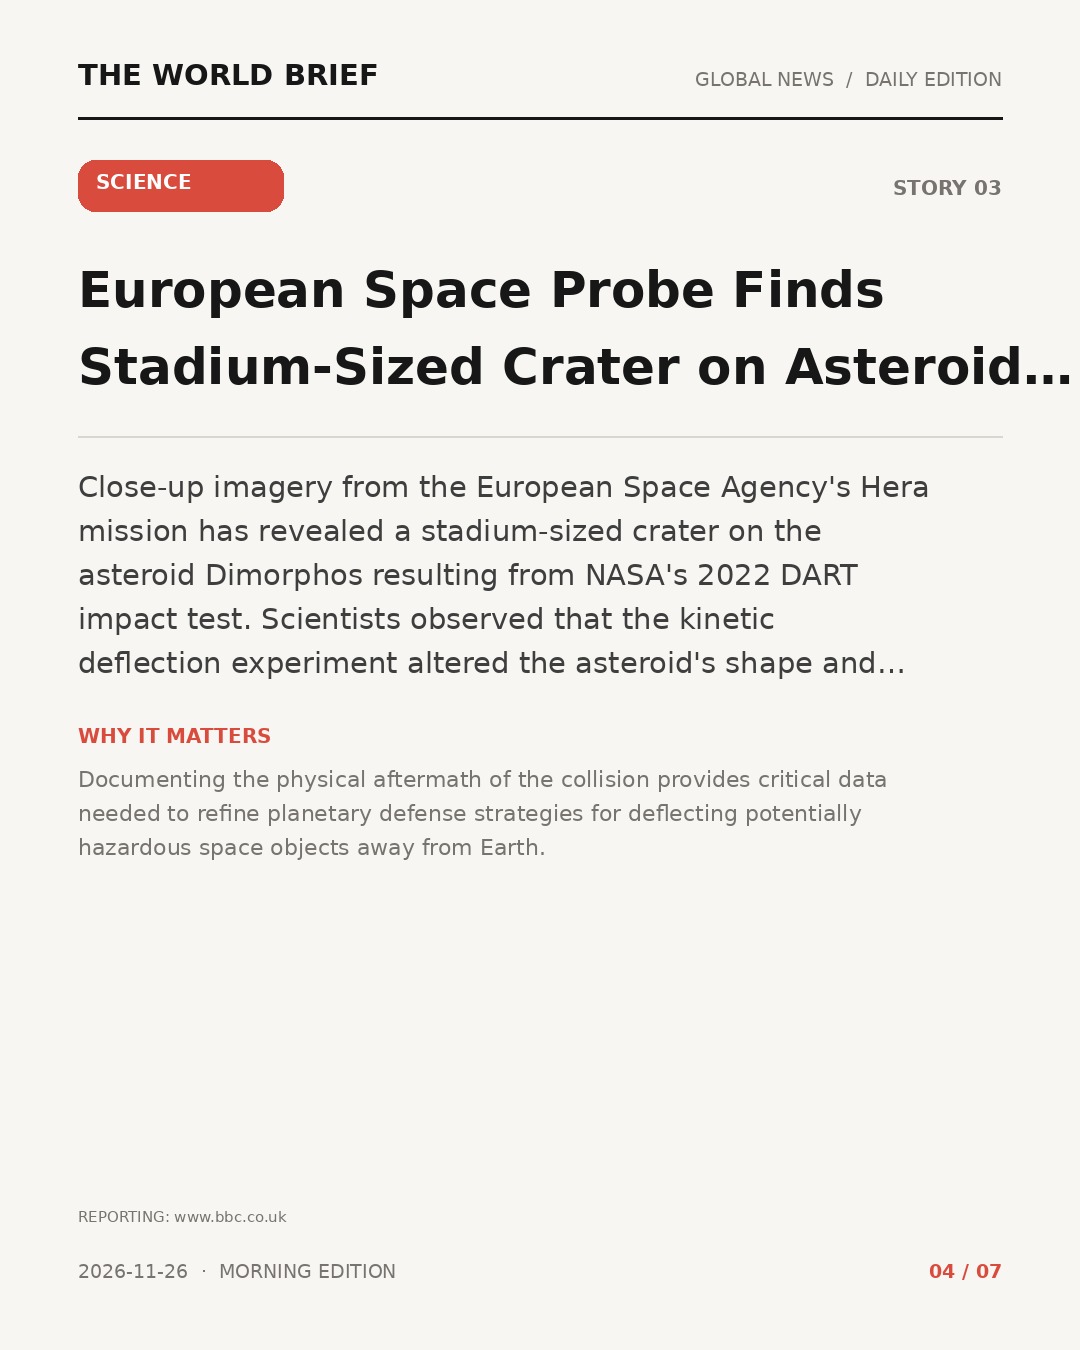 THE WORLD BRIEF
GLOBAL NEWS / DAILY EDITION
SCIENCE
STORY 03
European Space Probe Finds
Stadium-Sized Crater on Asteroid…
Close-up imagery from the European Space Agency's Hera
mission has revealed a stadium-sized crater on the
asteroid Dimorphos resulting from NASA's 2022 DART
impact test. Scientists observed that the kinetic
deflection experiment altered the asteroid's shape and…
WHY IT MATTERS
Documenting the physical aftermath of the collision provides critical data
needed to refine planetary defense strategies for deflecting potentially
hazardous space objects away from Earth.
REPORTING: www.bbc.co.uk
2026-11-26 · MORNING EDITION
04 / 07